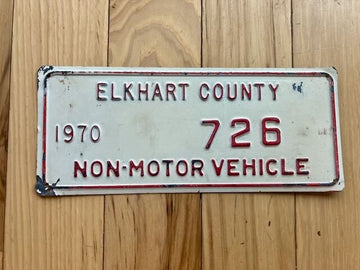 ELKHART COUNTY
1970 726
NON-MOTOR VEHICLE